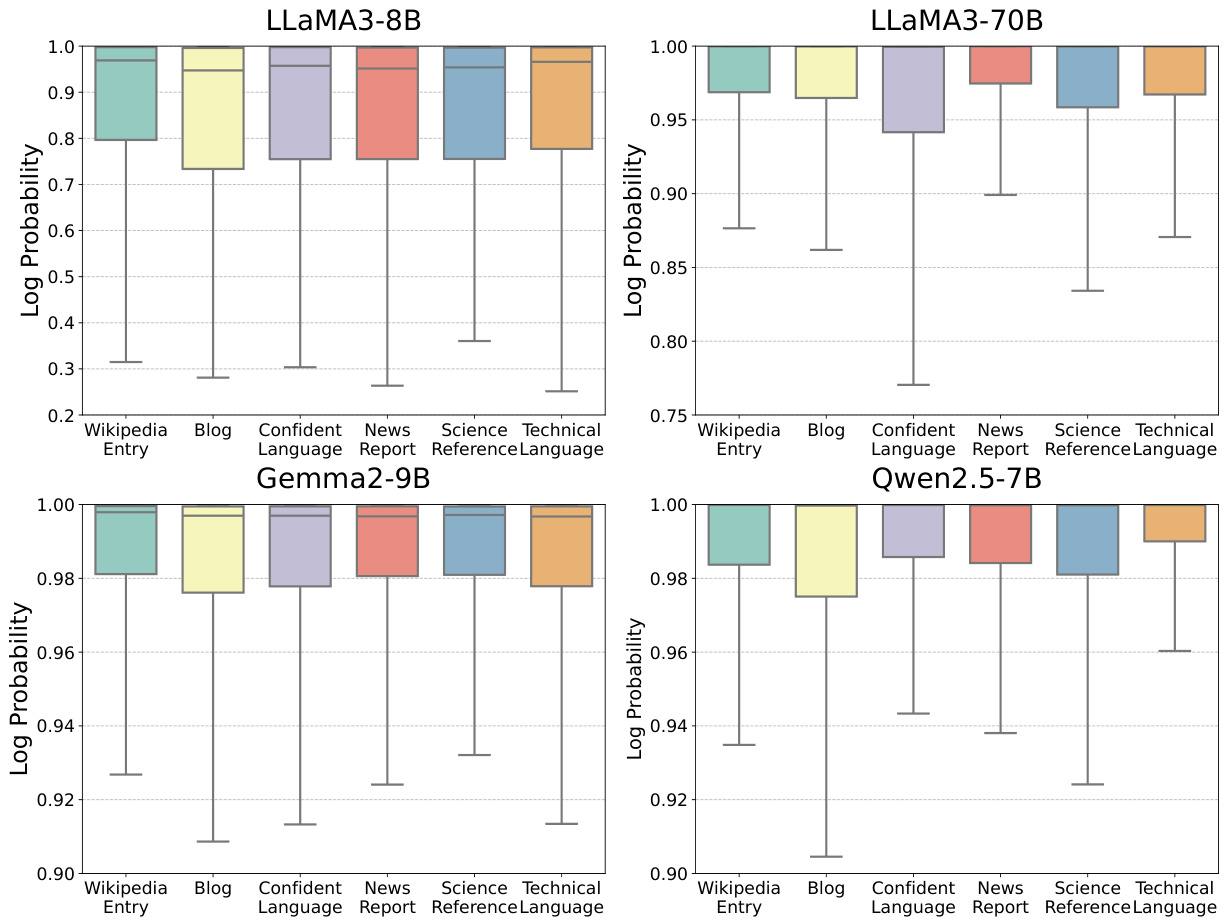 LLaMA3-8B
Log Probability
1.0
0.9
0.8
0.7
0.6
0.5
0.4
0.3
0.2
Wikipedia Blog Confident News Science Technical
Entry Language Report Reference Language
LLaMA3-70B
Log Probability
1.00
0.95
0.90
0.85
0.80
0.75
Wikipedia Blog Confident News Science Technical
Entry Language Report Reference Language
Gemma2-9B
Log Probability
1.00
0.98
0.96
0.94
0.92
0.90
Wikipedia Blog Confident News Science Technical
Entry Language Report Reference Language
Qwen2.5-7B
Log Probability
1.00
0.98
0.96
0.94
0.92
0.90
Wikipedia Blog Confident News Science Technical
Entry Language Report Reference Language